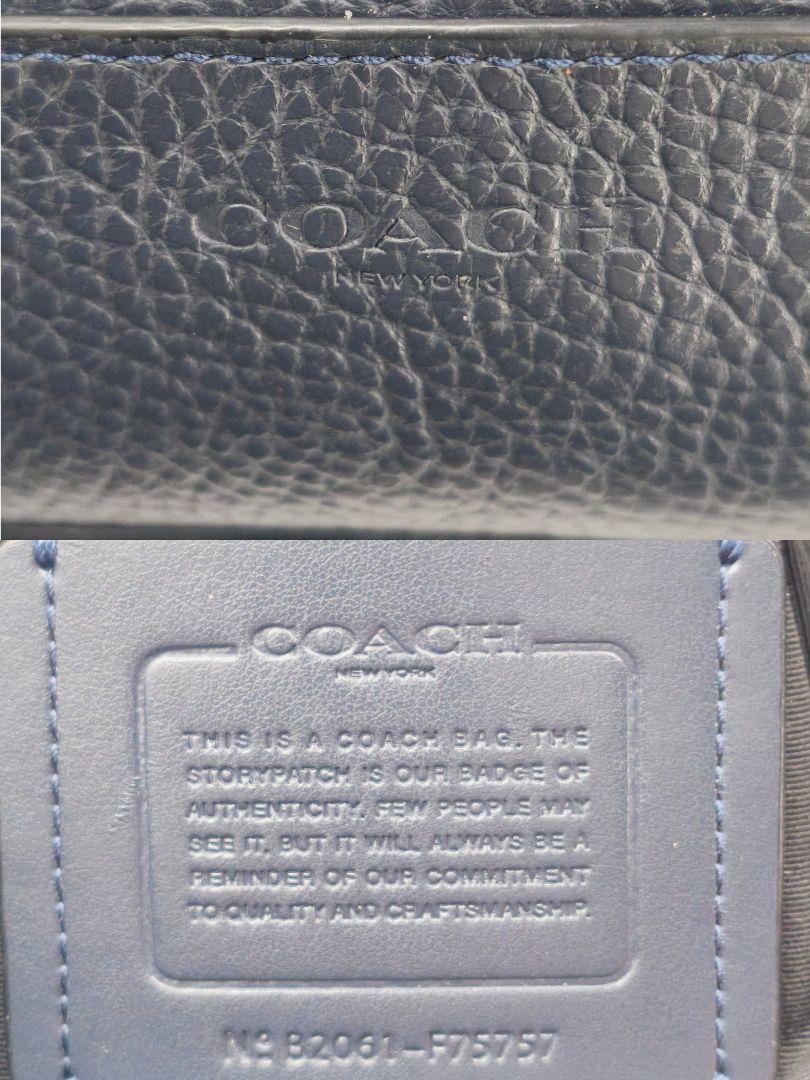 COACH
NEW YORK
COACH
NEW YORK
THIS IS A COACH BAG. THE
STORYPATCH IS OUR BADGE OF
AUTHENTICITY. FEW PEOPLE MAY
SEE IT, BUT IT WILL ALWAYS BE A
REMINDER OF OUR COMMITMENT
TO QUALITY AND CRAFTSMANSHIP.
Nº B2061-F75757